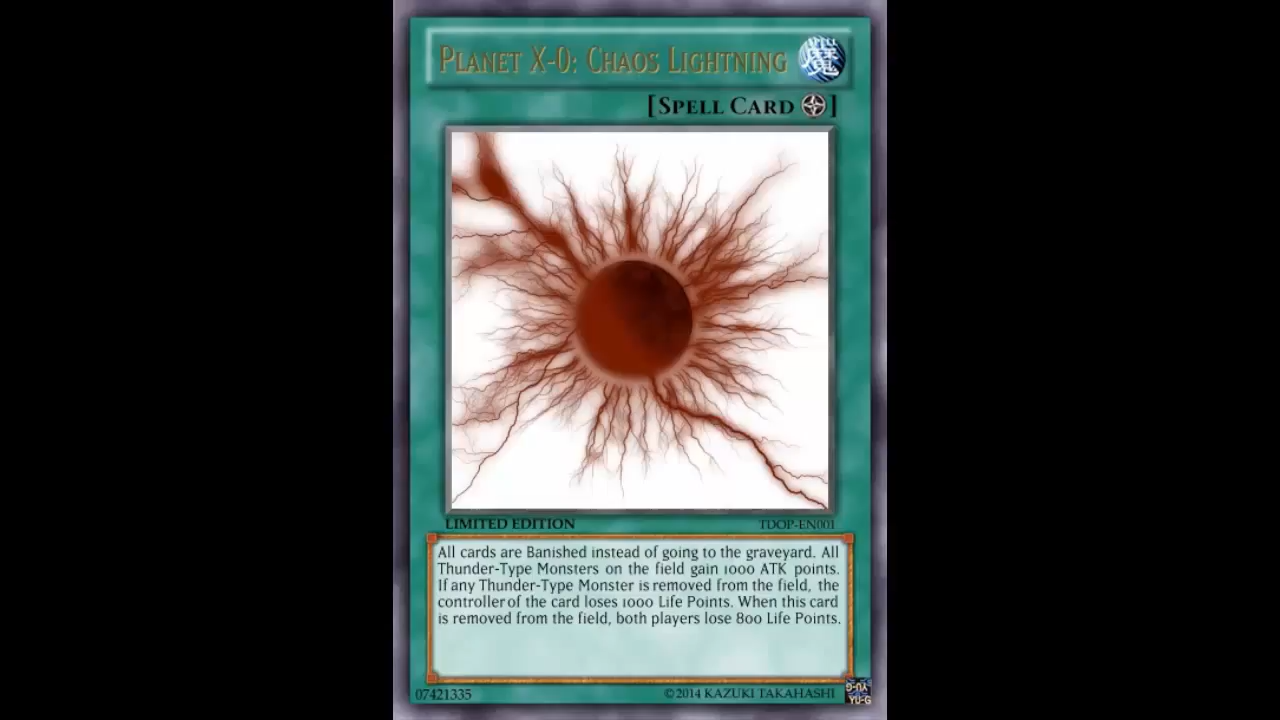 Planet X-0: Chaos Lightning
魔
[Spell Card ]
LIMITED EDITION
TDOP-EN001
All cards are Banished instead of going to the graveyard. All
Thunder-Type Monsters on the field gain 1000 ATK points.
If any Thunder-Type Monster is removed from the field, the
controller of the card loses 1000 Life Points. When this card
is removed from the field, both players lose 800 Life Points.
07421335
©2014 KAZUKI TAKAHASHI